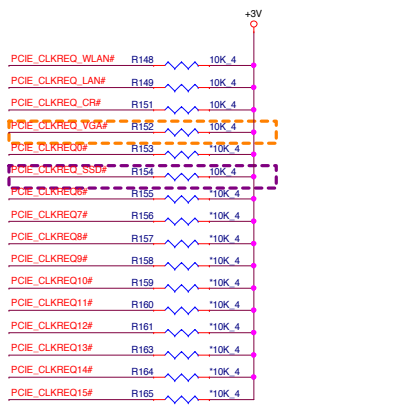 +3V
PCIE_CLKREQ_WLAN# R148 10K_4
PCIE_CLKREQ_LAN# R149 10K_4
PCIE_CLKREQ_CR# R151 10K_4
PCIE_CLKREQ_VGA# R152 10K_4
PCIE_CLKREQ0# R153 *10K_4
PCIE_CLKREQ_SSD# R154 10K_4
PCIE_CLKREQ6# R155 *10K_4
PCIE_CLKREQ7# R156 *10K_4
PCIE_CLKREQ8# R157 *10K_4
PCIE_CLKREQ9# R158 *10K_4
PCIE_CLKREQ10# R159 *10K_4
PCIE_CLKREQ11# R160 *10K_4
PCIE_CLKREQ12# R161 *10K_4
PCIE_CLKREQ13# R163 *10K_4
PCIE_CLKREQ14# R164 *10K_4
PCIE_CLKREQ15# R165 *10K_4